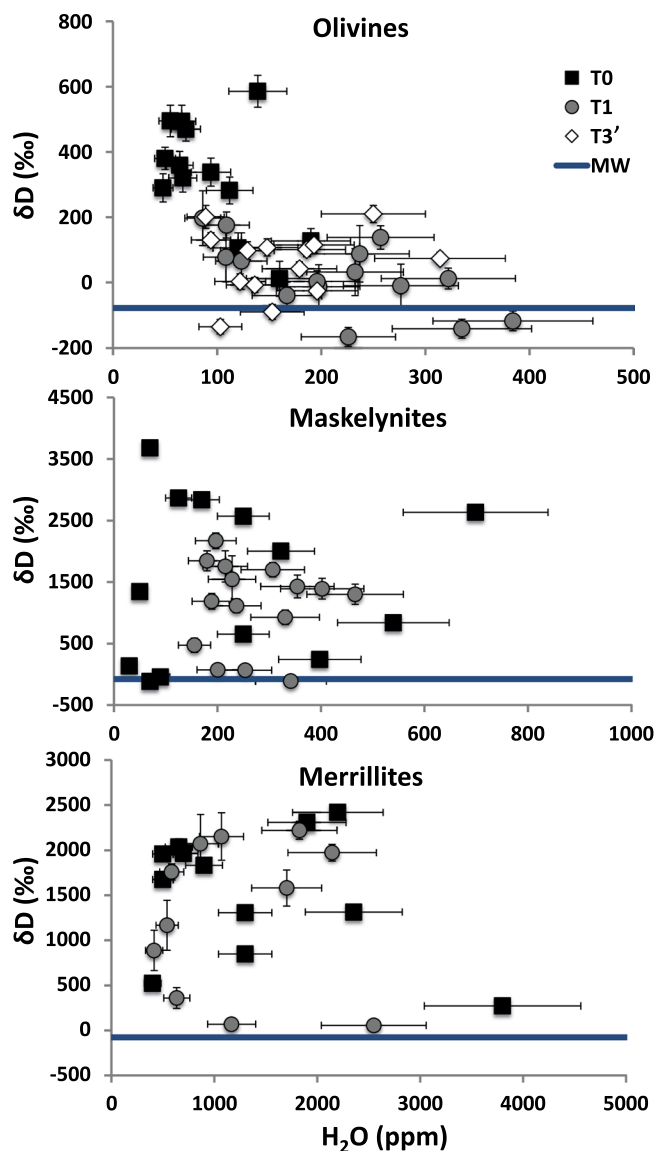 Olivines
800
600
400
200
0
-200
δD (‰)
T0
T1
T3′
MW
0 100 200 300 400 500
Maskelynites
4500
3500
2500
1500
500
-500
δD (‰)
0 200 400 600 800 1000
Merrillites
3000
2500
2000
1500
1000
500
0
-500
δD (‰)
0 1000 2000 3000 4000 5000
H₂O (ppm)